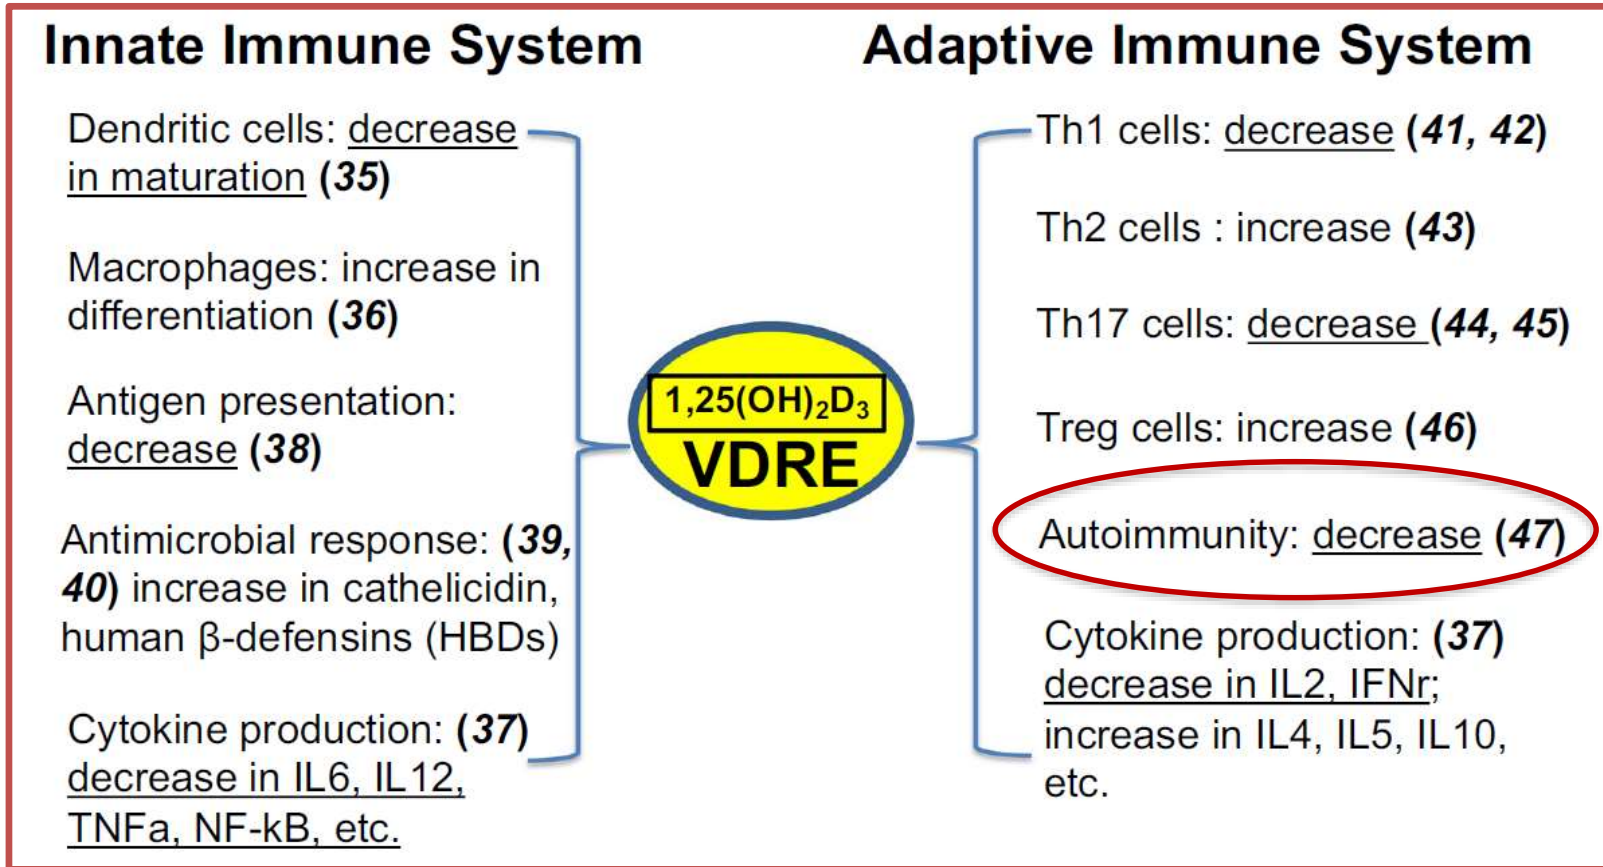 Innate Immune System
Dendritic cells: decrease
in maturation (35)
Macrophages: increase in
differentiation (36)
Antigen presentation:
decrease (38)
Antimicrobial response: (39,
40) increase in cathelicidin,
human β-defensins (HBDs)
Cytokine production: (37)
decrease in IL6, IL12,
TNFa, NF-kB, etc.
1,25(OH)₂D₃
VDRE
Adaptive Immune System
Th1 cells: decrease (41, 42)
Th2 cells : increase (43)
Th17 cells: decrease (44, 45)
Treg cells: increase (46)
Autoimmunity: decrease (47)
Cytokine production: (37)
decrease in IL2, IFNr;
increase in IL4, IL5, IL10,
etc.